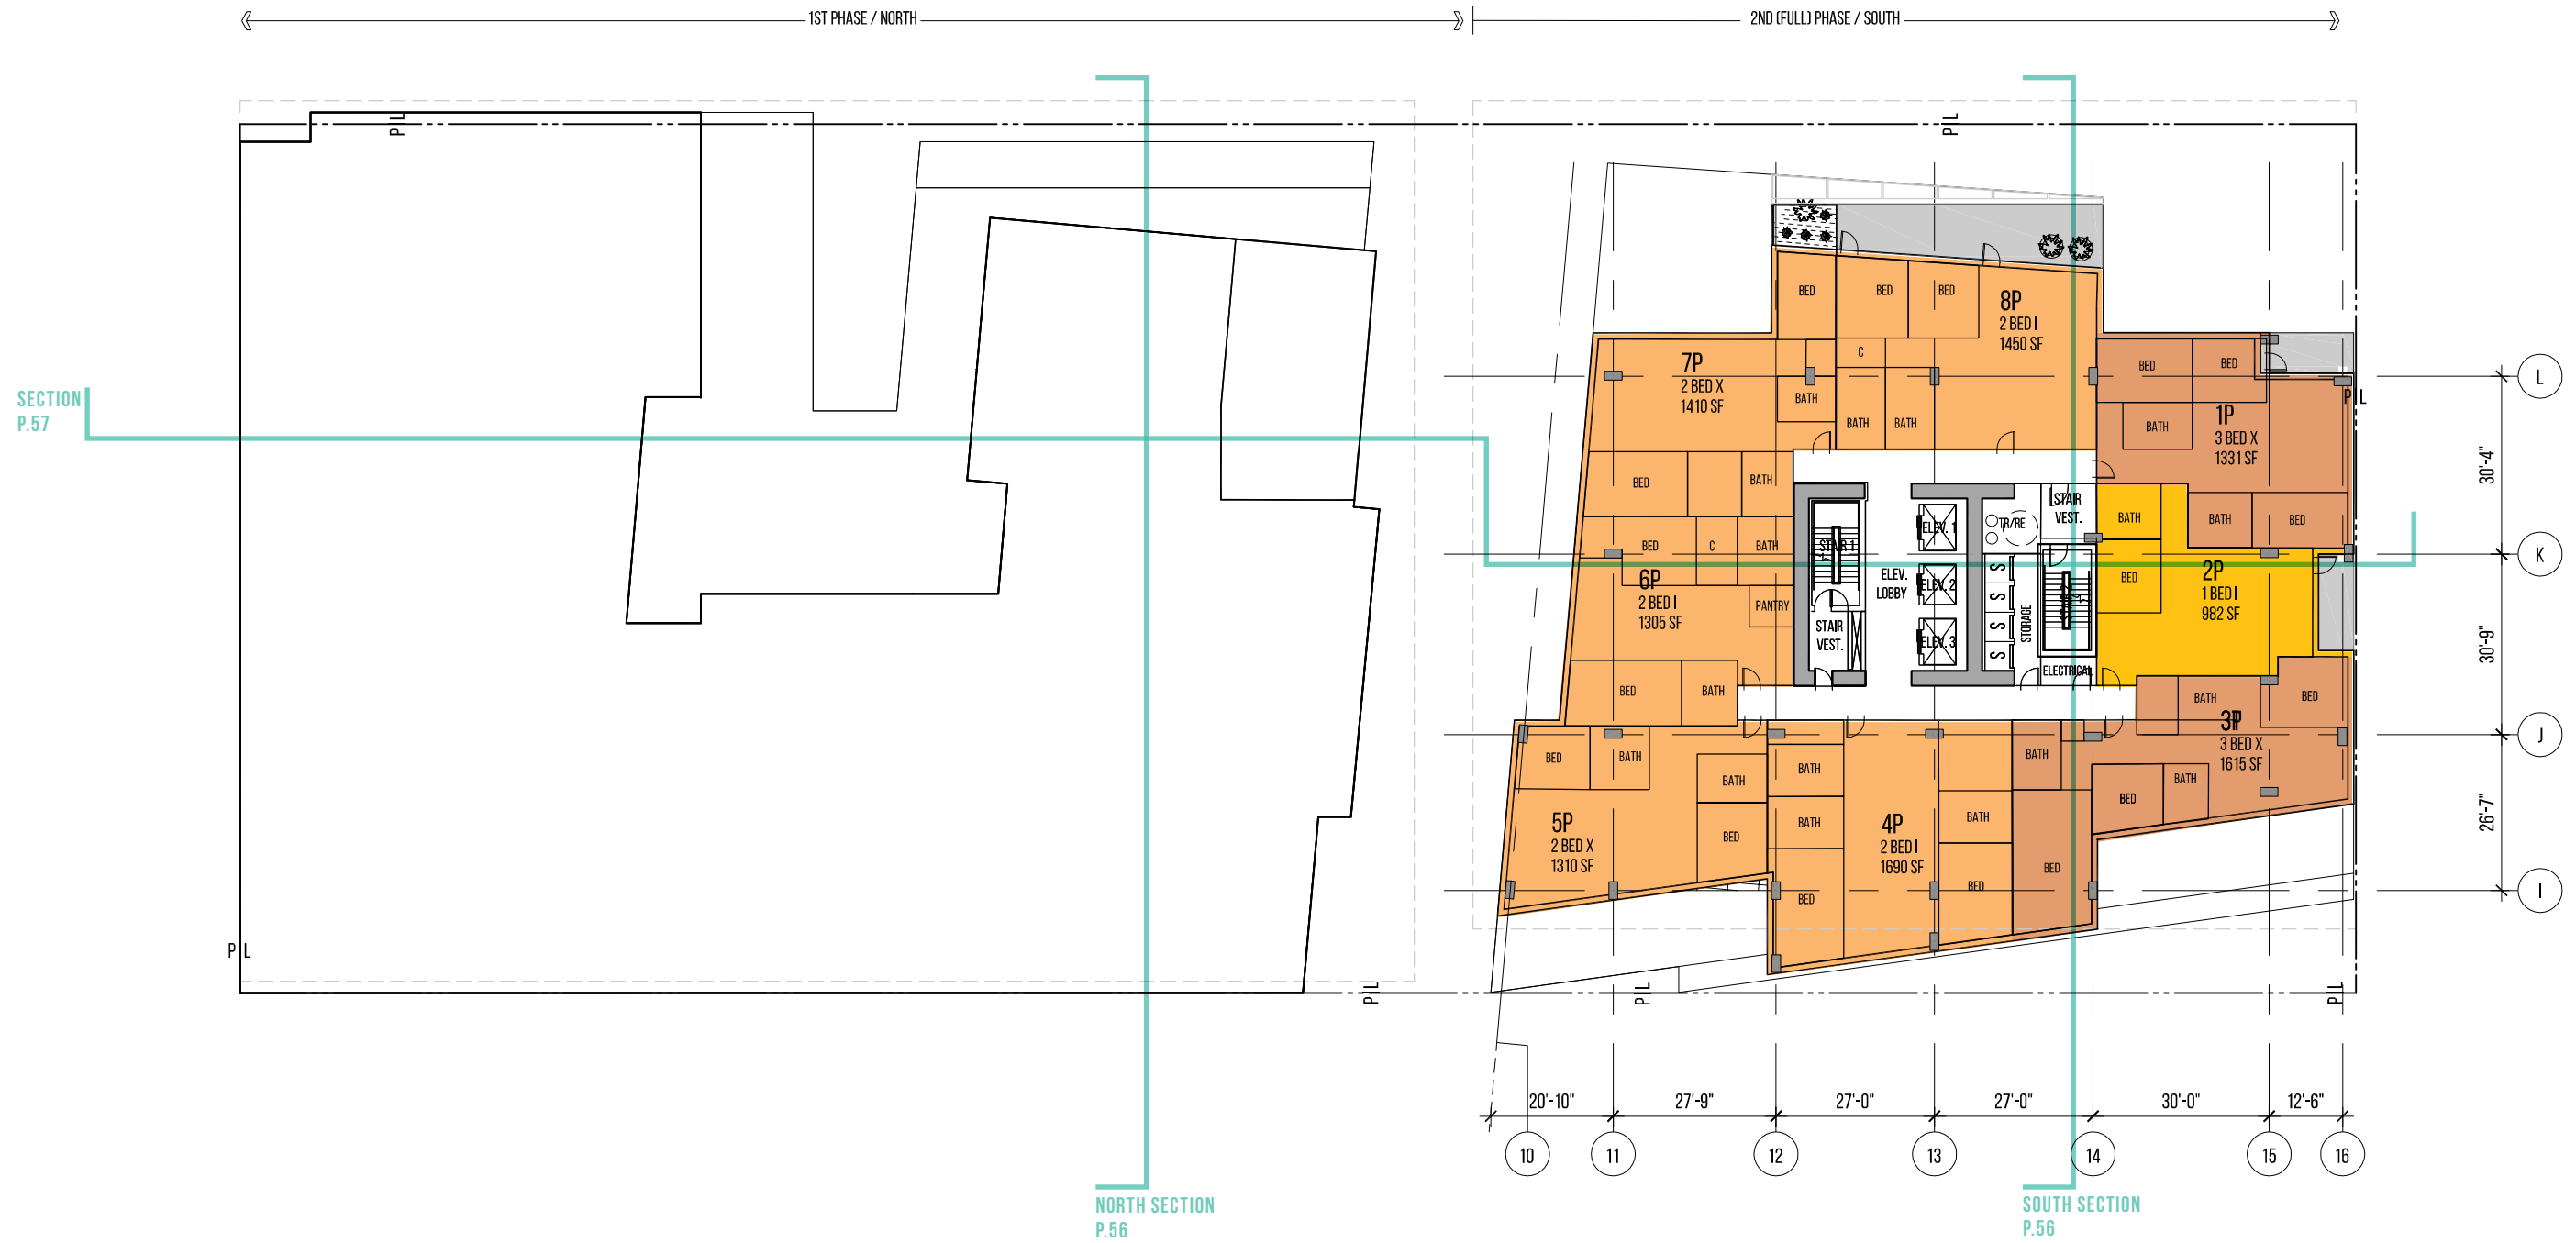 1ST PHASE / NORTH
2ND (FULL) PHASE / SOUTH
P L
P L
SECTION
P.57
8P
2 BED I
1450 SF
BED
BED
BED
C
BATH
BATH
7P
2 BED X
1410 SF
BATH
BED
BATH
1P
3 BED X
1331 SF
BED
BED
BATH
BATH
BED
P L
L
30'-4"
K
30'-9"
J
26'-7"
I
6P
2 BED I
1305 SF
BED
C
BATH
PANTRY
BED
BATH
STAIR 1
STAIR
VEST.
ELEV.
LOBBY
ELEV. 1
ELEV. 2
ELEV. 3
TR/RE
STAIR
VEST.
S
S
S
S
STORAGE
ELECTRICAL
2P
1 BED I
982 SF
BATH
BED
3P
3 BED X
1615 SF
BATH
BED
BATH
BED
BATH
BED
5P
2 BED X
1310 SF
BED
BATH
BATH
BED
4P
2 BED I
1690 SF
BATH
BATH
BED
BATH
BED
P L
P L
P L
P L
20'-10"
27'-9"
27'-0"
27'-0"
30'-0"
12'-6"
10
11
12
13
14
15
16
NORTH SECTION
P.56
SOUTH SECTION
P.56